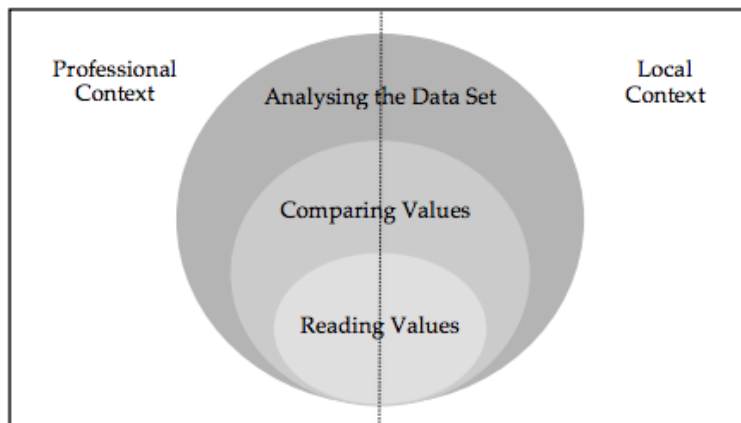 Professional
Context
Local
Context
Analysing the Data Set
Comparing Values
Reading Values